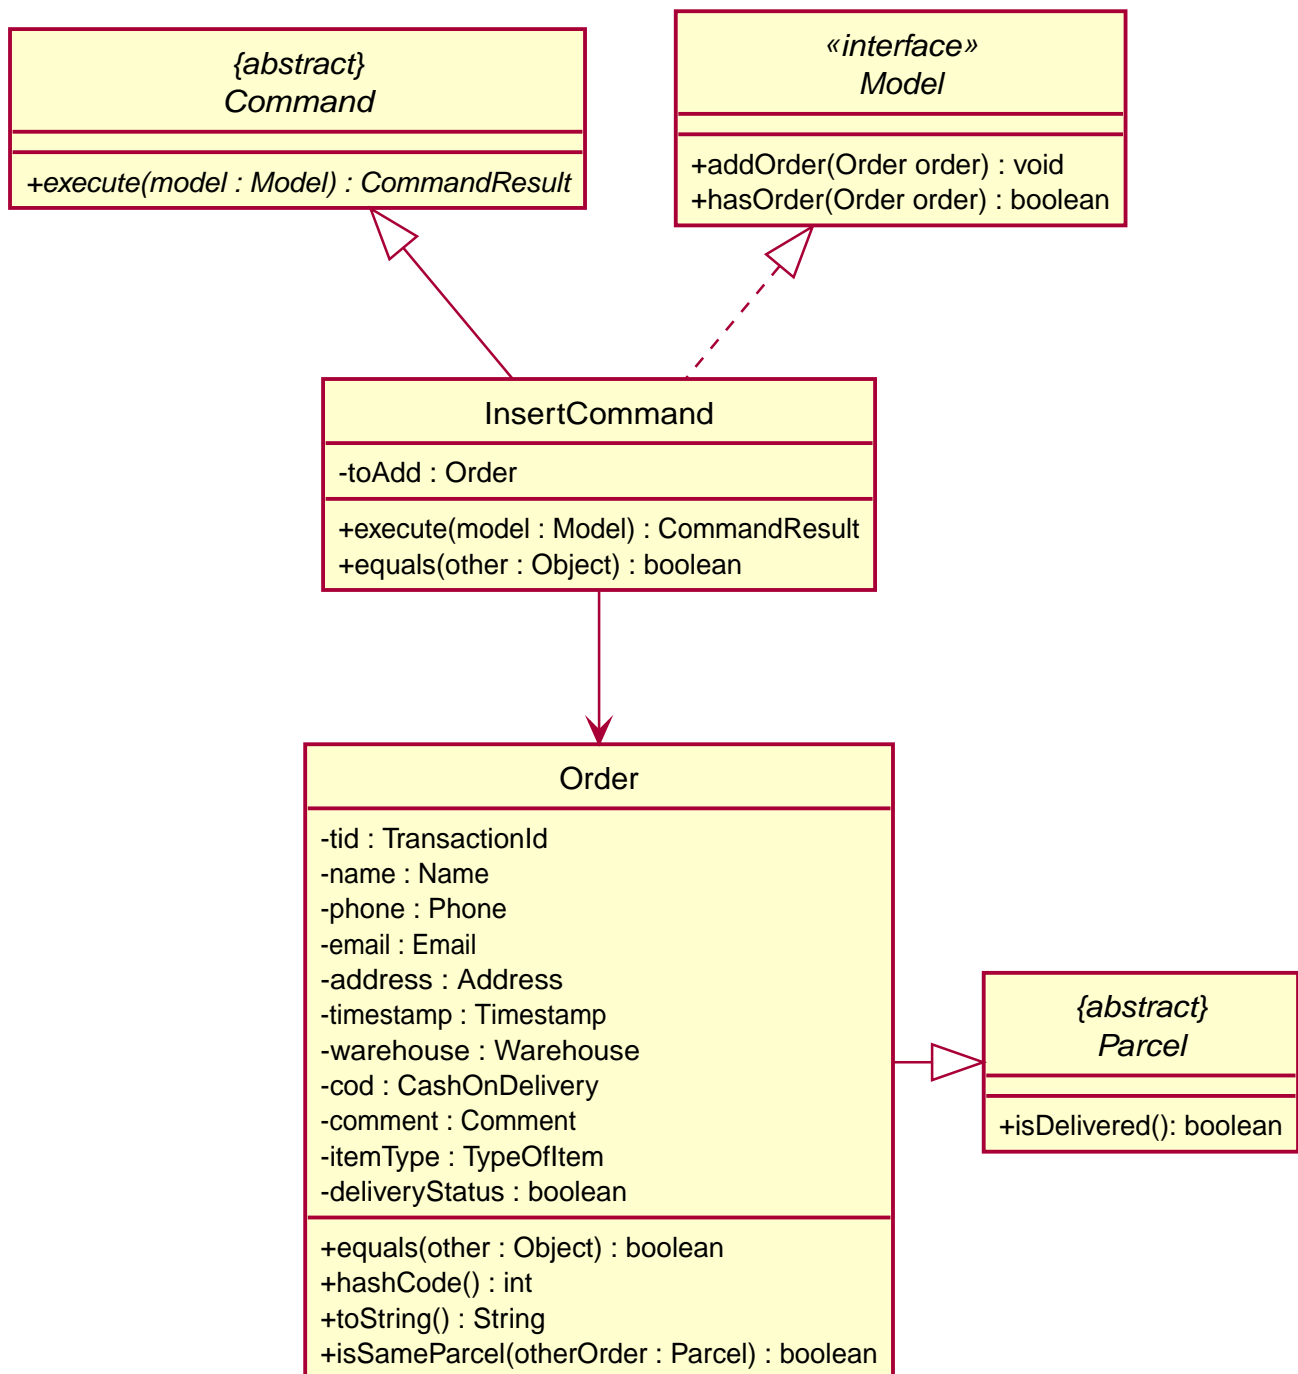 {abstract}
Command
+execute(model : Model) : CommandResult
«interface»
Model
+addOrder(Order order) : void
+hasOrder(Order order) : boolean
InsertCommand
-toAdd : Order
+execute(model : Model) : CommandResult
+equals(other : Object) : boolean
Order
-tid : TransactionId
-name : Name
-phone : Phone
-email : Email
-address : Address
-timestamp : Timestamp
-warehouse : Warehouse
-cod : CashOnDelivery
-comment : Comment
-itemType : TypeOfItem
-deliveryStatus : boolean
+equals(other : Object) : boolean
+hashCode() : int
+toString() : String
+isSameParcel(otherOrder : Parcel) : boolean
{abstract}
Parcel
+isDelivered(): boolean